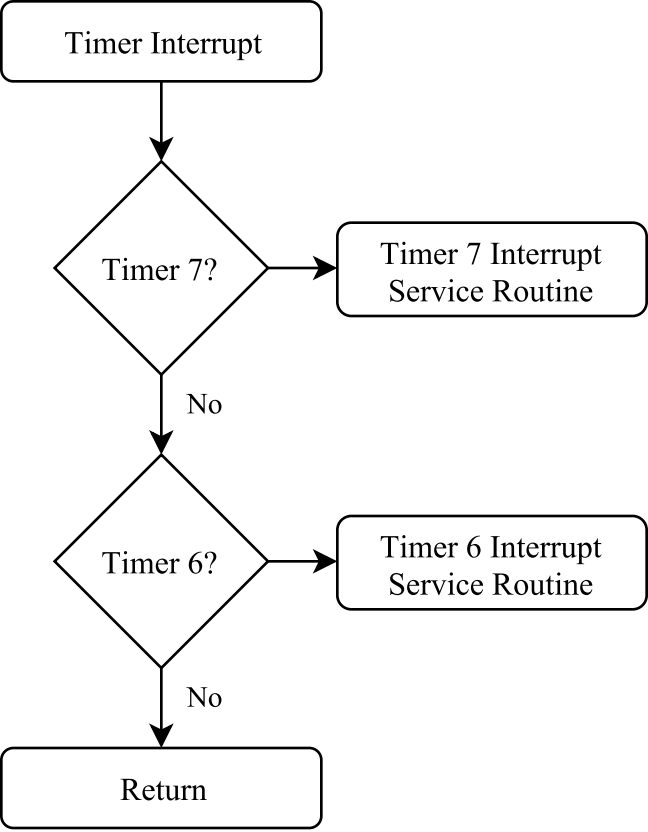 Timer Interrupt
Timer 7?
Timer 7 Interrupt
Service Routine
No
Timer 6?
Timer 6 Interrupt
Service Routine
No
Return